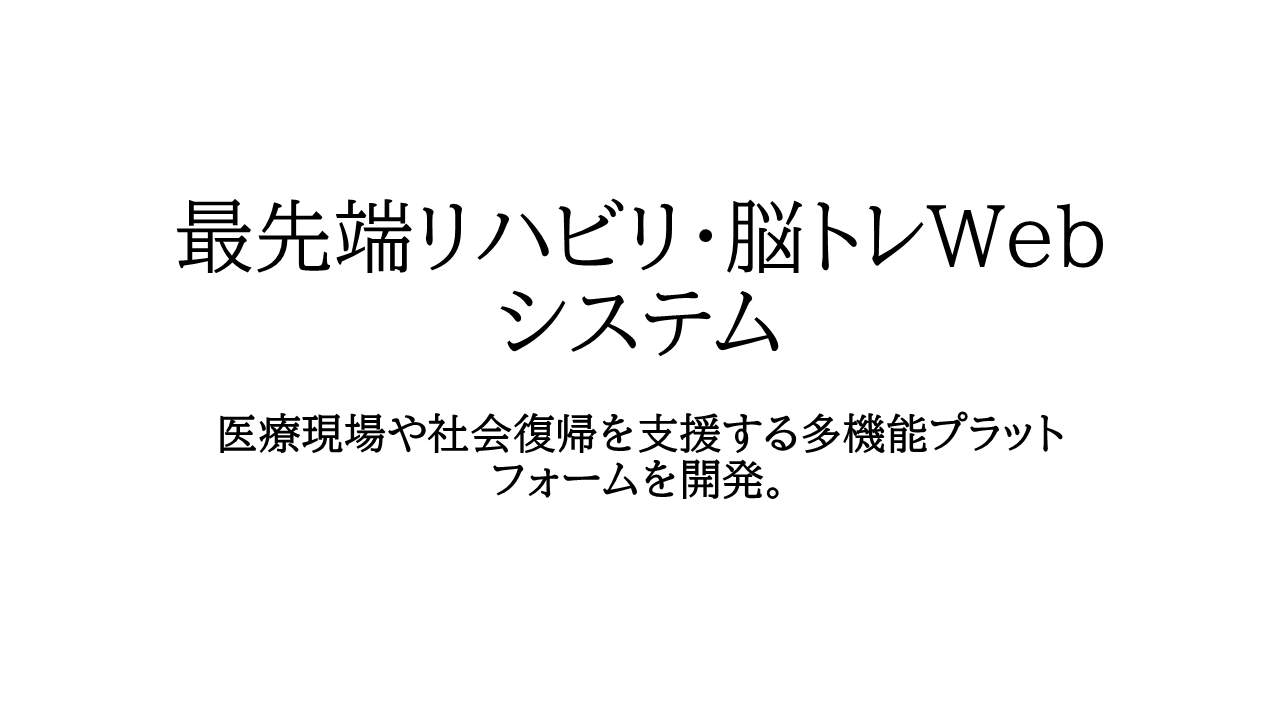 最先端リハビリ・脳トレWeb
システム
医療現場や社会復帰を支援する多機能プラット
フォームを開発。